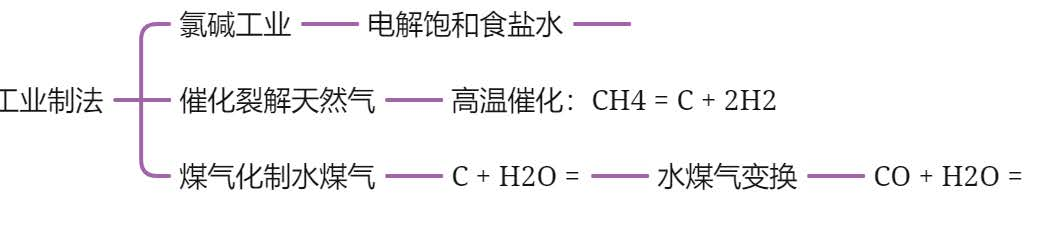 氯碱工业 电解饱和食盐水
工业制法 催化裂解天然气 高温催化：CH4 = C + 2H2
煤气化制水煤气 C + H2O = 水煤气变换 CO + H2O =